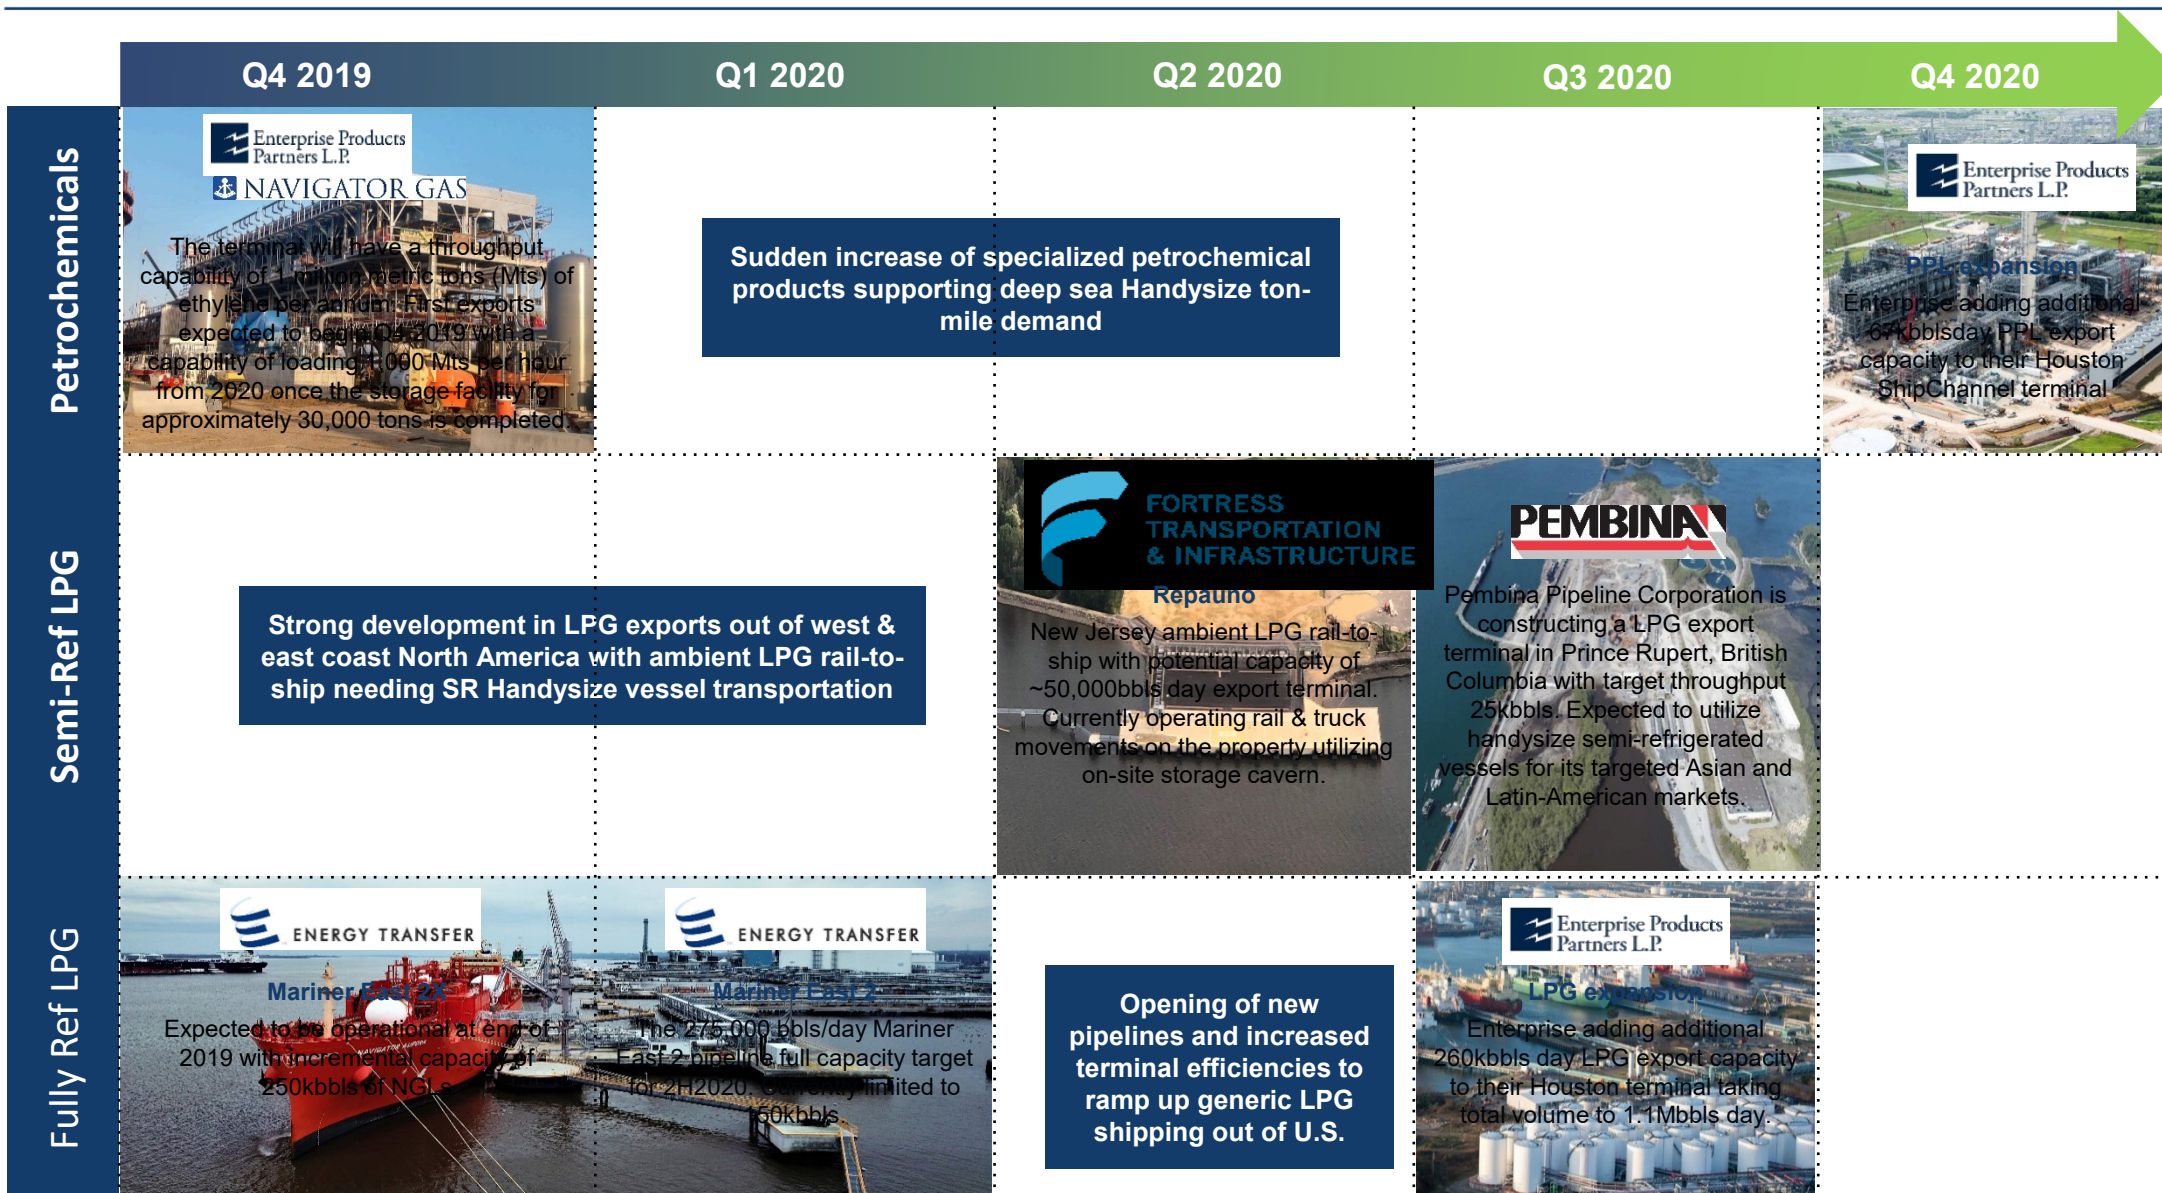 Q4 2019
Q1 2020
Q2 2020
Q3 2020
Q4 2020
Petrochemicals
Enterprise Products
Partners L.P.
NAVIGATOR GAS
The terminal will have a throughput
capability of 1 million metric tons (Mts) of
ethylene per annum. First exports
expected to begin Q4 2019 with a
capability of loading 1,000 Mts per hour
from 2020 once the storage facility for
approximately 30,000 tons is completed.
Sudden increase of specialized petrochemical
products supporting deep sea Handysize ton-
mile demand
Enterprise Products
Partners L.P.
PPL expansion
Enterprise adding additional
67kbblsday PPL export
capacity to their Houston
ShipChannel terminal
Semi-Ref LPG
Strong development in LPG exports out of west &
east coast North America with ambient LPG rail-to-
ship needing SR Handysize vessel transportation
FORTRESS
TRANSPORTATION
& INFRASTRUCTURE
Repauno
New Jersey ambient LPG rail-to-
ship with potential capacity of
~50,000bbls day export terminal.
Currently operating rail & truck
movements on the property utilizing
on-site storage cavern.
PEMBINA
Pembina Pipeline Corporation is
constructing a LPG export
terminal in Prince Rupert, British
Columbia with target throughput
25kbbls. Expected to utilize
handysize semi-refrigerated
vessels for its targeted Asian and
Latin-American markets.
Fully Ref LPG
ENERGY TRANSFER
Mariner East 2X
Expected to be operational at end of
2019 with incremental capacity of
250kbbls of NGLs
NAVIGATOR AURORA
ENERGY TRANSFER
Mariner East 2
The 275,000 bbls/day Mariner
East 2 pipeline full capacity target
for 2H2020. Currently limited to
150kbbls
Opening of new
pipelines and increased
terminal efficiencies to
ramp up generic LPG
shipping out of U.S.
Enterprise Products
Partners L.P.
LPG expansion
Enterprise adding additional
260kbbls day LPG export capacity
to their Houston terminal taking
total volume to 1.1Mbbls day.